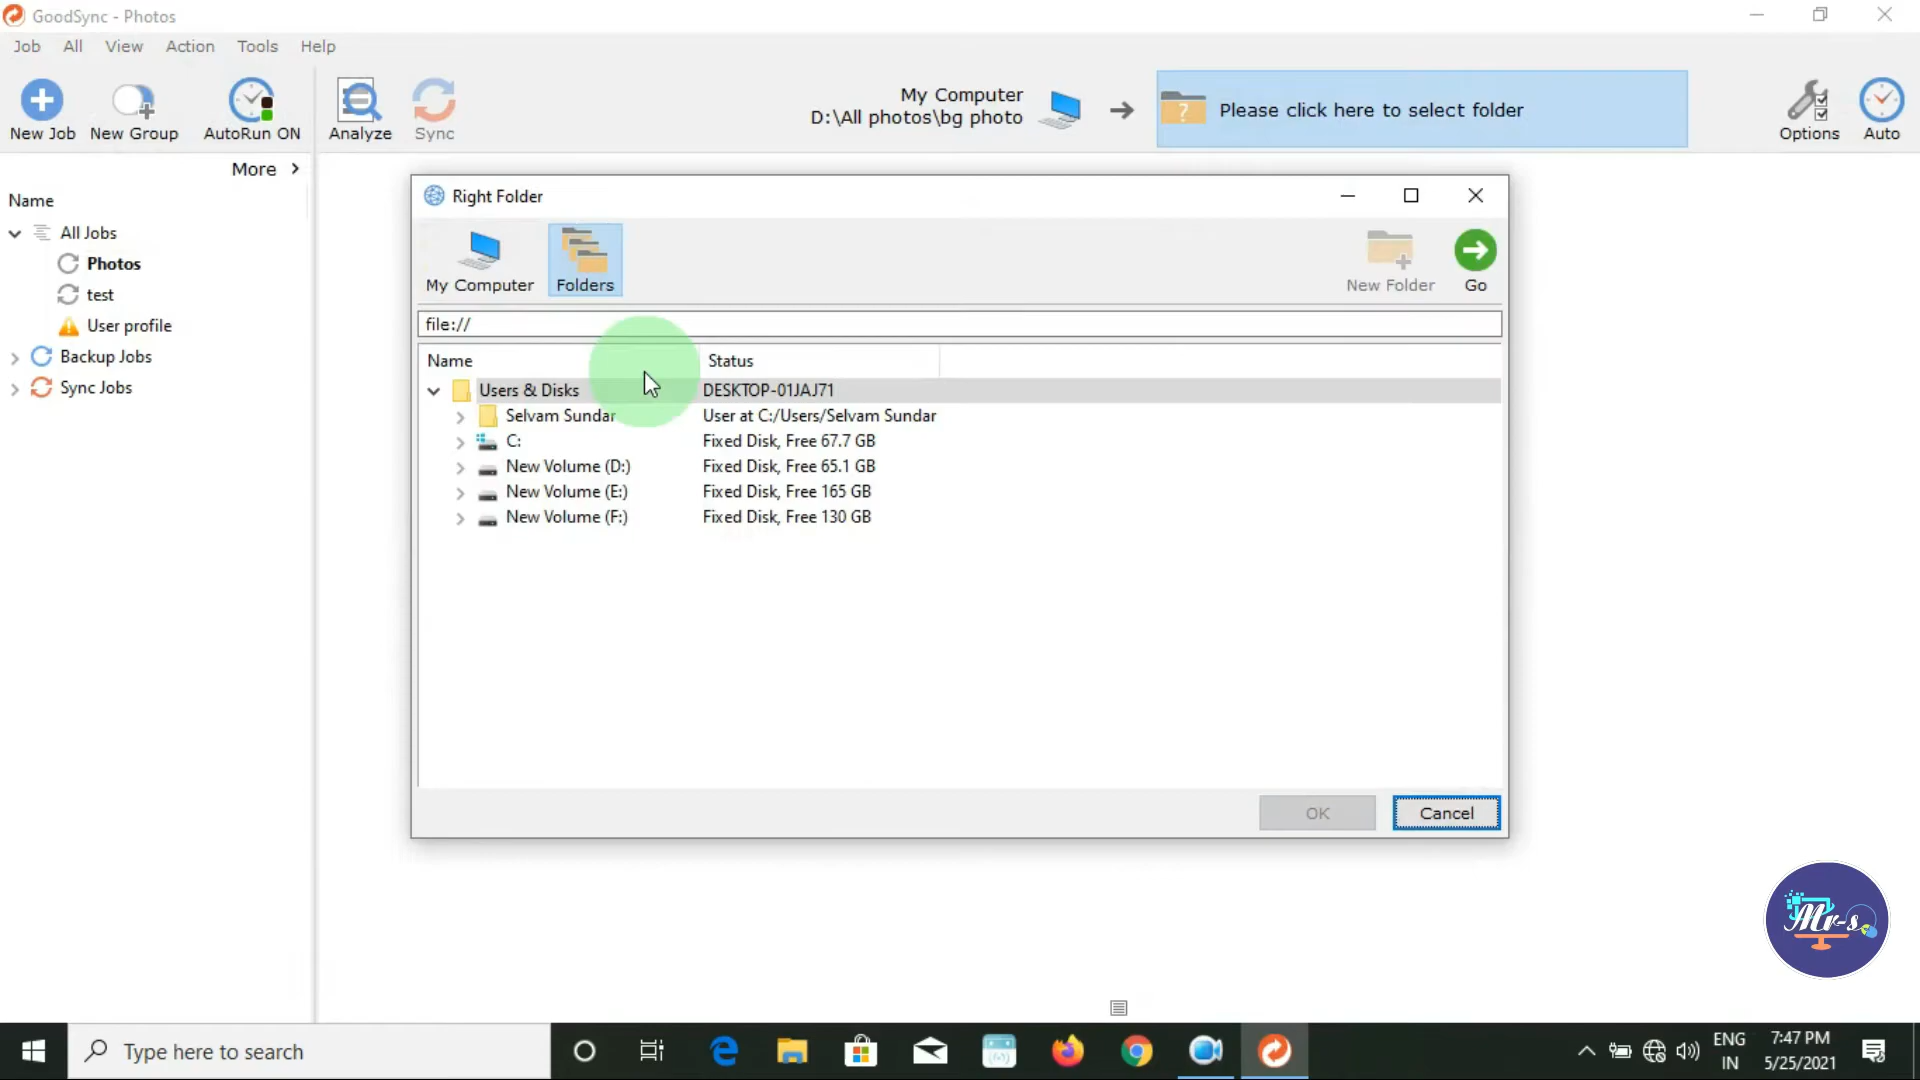 GoodSync - Photos
Job All View Action Tools Help
New Job New Group AutoRun ON Analyze Sync
My Computer
D:\All photos\bg photo
Please click here to select folder
Options Auto
More
Name
All Jobs
Photos
test
User profile
Backup Jobs
Sync Jobs
Right Folder
My Computer Folders New Folder Go
file://
Name Status
Users & Disks DESKTOP-01JAJ71
Selvam Sundar User at C:/Users/Selvam Sundar
C: Fixed Disk, Free 67.7 GB
New Volume (D:) Fixed Disk, Free 65.1 GB
New Volume (E:) Fixed Disk, Free 165 GB
New Volume (F:) Fixed Disk, Free 130 GB
OK Cancel
Mr-s
Type here to search
ENG
IN
7:47 PM
5/25/2021